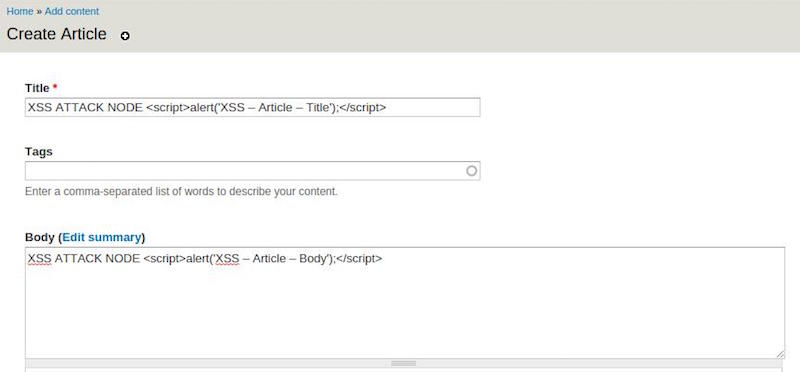 Home » Add content
Create Article
Title *
XSS ATTACK NODE <script>alert('XSS – Article – Title');</script>
Tags
Enter a comma-separated list of words to describe your content.
Body (Edit summary)
XSS ATTACK NODE <script>alert('XSS – Article – Body');</script>